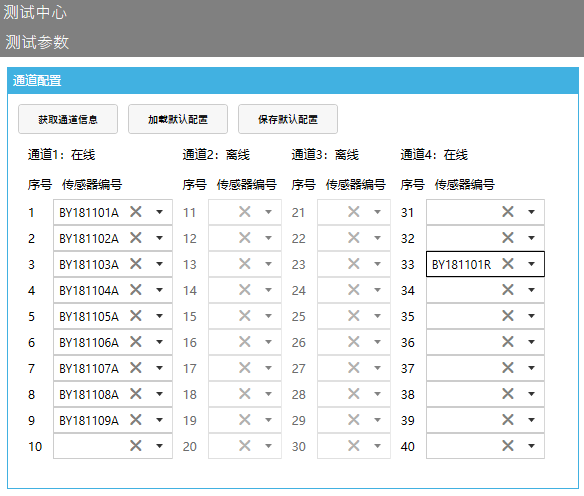 测试中心
测试参数
通道配置
获取通道信息 加载默认配置 保存默认配置
通道1：在线 通道2：离线 通道3：离线 通道4：在线
序号 传感器编号 序号 传感器编号 序号 传感器编号 序号 传感器编号
1 BY181101A 11 21 31
2 BY181102A 12 22 32
3 BY181103A 13 23 33 BY181101R
4 BY181104A 14 24 34
5 BY181105A 15 25 35
6 BY181106A 16 26 36
7 BY181107A 17 27 37
8 BY181108A 18 28 38
9 BY181109A 19 29 39
10 20 30 40